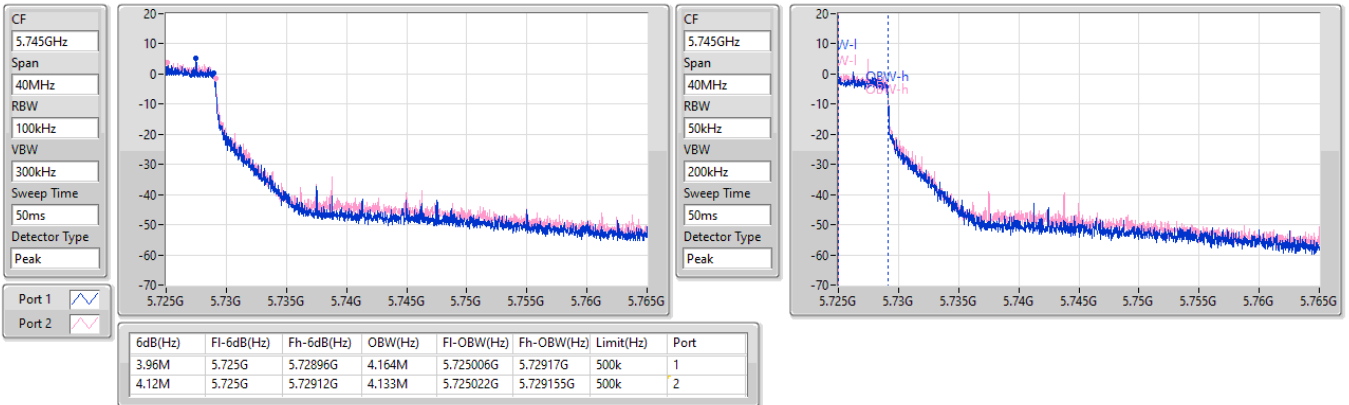 CF
5.745GHz
Span
40MHz
RBW
100kHz
VBW
300kHz
Sweep Time
50ms
Detector Type
Peak
Port 1
Port 2
20
10
0
-10
-20
-30
-40
-50
-60
-70
5.725G 5.73G 5.735G 5.74G 5.745G 5.75G 5.755G 5.76G 5.765G
CF
5.745GHz
Span
40MHz
RBW
50kHz
VBW
200kHz
Sweep Time
50ms
Detector Type
Peak
20
10
0
-10
-20
-30
-40
-50
-60
-70
W-l
W-l
OBW-h
OBW-h
5.725G 5.73G 5.735G 5.74G 5.745G 5.75G 5.755G 5.76G 5.765G
6dB(Hz) Fl-6dB(Hz) Fh-6dB(Hz) OBW(Hz) Fl-OBW(Hz) Fh-OBW(Hz) Limit(Hz) Port
3.96M 5.725G 5.72896G 4.164M 5.725006G 5.72917G 500k 1
4.12M 5.725G 5.72912G 4.133M 5.725022G 5.729155G 500k 2